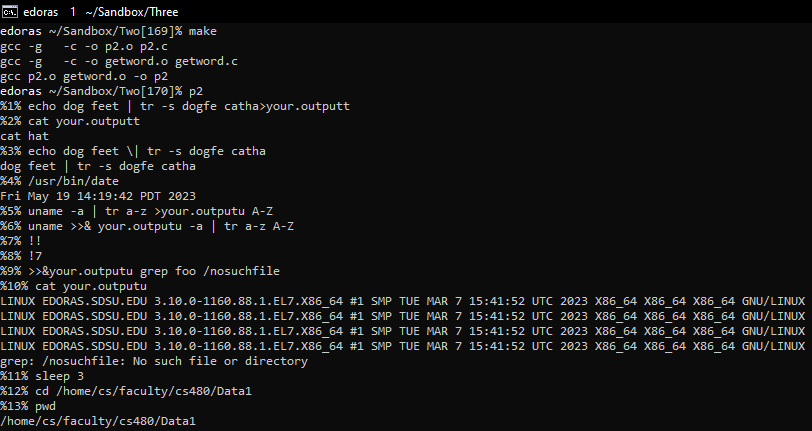 edoras 1 ~/Sandbox/Three
edoras ~/Sandbox/Two[169]% make
gcc -g   -c -o p2.o p2.c
gcc -g   -c -o getword.o getword.c
gcc p2.o getword.o -o p2
edoras ~/Sandbox/Two[170]% p2
%1% echo dog feet | tr -s dogfe catha>your.outputt
%2% cat your.outputt
cat hat
%3% echo dog feet \| tr -s dogfe catha
dog feet | tr -s dogfe catha
%4% /usr/bin/date
Fri May 19 14:19:42 PDT 2023
%5% uname -a | tr a-z >your.outputu A-Z
%6% uname >>& your.outputu -a | tr a-z A-Z
%7% !!
%8% !7
%9% >>&your.outputu grep foo /nosuchfile
%10% cat your.outputu
LINUX EDORAS.SDSU.EDU 3.10.0-1160.88.1.EL7.X86_64 #1 SMP TUE MAR 7 15:41:52 UTC 2023 X86_64 X86_64 X86_64 GNU/LINUX
LINUX EDORAS.SDSU.EDU 3.10.0-1160.88.1.EL7.X86_64 #1 SMP TUE MAR 7 15:41:52 UTC 2023 X86_64 X86_64 X86_64 GNU/LINUX
LINUX EDORAS.SDSU.EDU 3.10.0-1160.88.1.EL7.X86_64 #1 SMP TUE MAR 7 15:41:52 UTC 2023 X86_64 X86_64 X86_64 GNU/LINUX
LINUX EDORAS.SDSU.EDU 3.10.0-1160.88.1.EL7.X86_64 #1 SMP TUE MAR 7 15:41:52 UTC 2023 X86_64 X86_64 X86_64 GNU/LINUX
grep: /nosuchfile: No such file or directory
%11% sleep 3
%12% cd /home/cs/faculty/cs480/Data1
%13% pwd
/home/cs/faculty/cs480/Data1